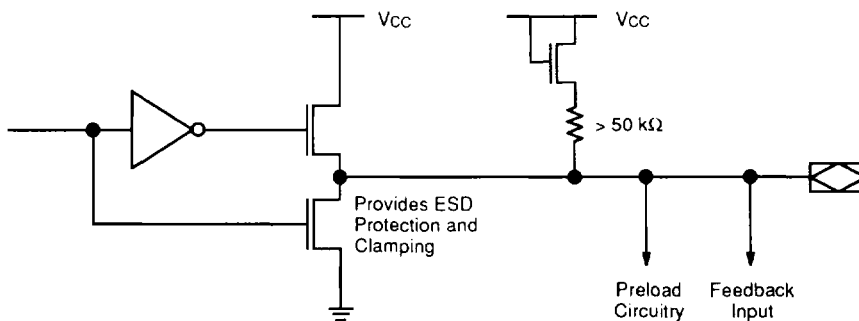 Vcc
Vcc
> 50 kΩ
Provides ESD
Protection and
Clamping
Preload
Circuitry
Feedback
Input